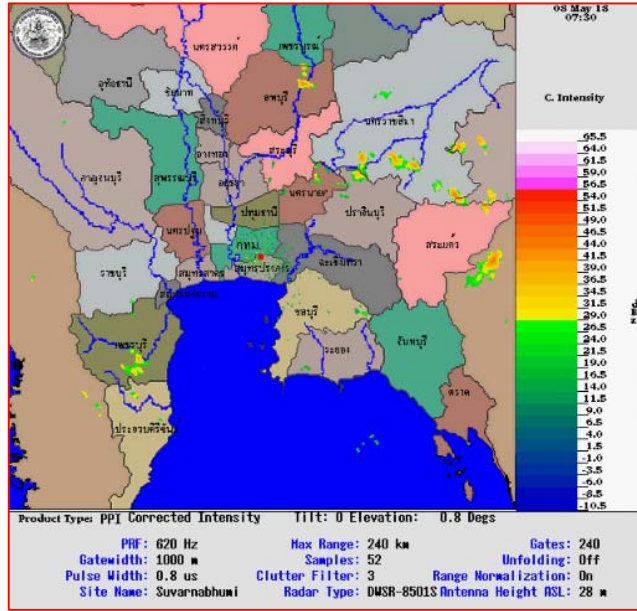 08 May 18
07:30
C. Intensity
นครสวรรค์
เพชรบูรณ์
อุทัยธานี
ชัยนาท
ลพบุรี
สิงห์บุรี
นครราชสีมา
อ่างทอง
สระบุรี
กาญจนบุรี
สุพรรณบุรี
อยุธยา
นครนายก
ปทุมธานี
ปราจีนบุรี
นครปฐม
กทม.
สระแก้ว
ราชบุรี
สมุทรสาคร
สมุทรปราการ
ฉะเชิงเทรา
ชลบุรี
เพชรบุรี
ระยอง
จันทบุรี
ตราด
ประจวบคีรีขันธ์
65.5
64.0
61.5
59.0
56.5
54.0
51.5
49.0
46.5
44.0
41.5
39.0
36.5
34.0
31.5
29.0
26.5
24.0
21.5
19.0
16.5
14.0
11.5
9.0
6.5
4.0
1.5
-1.0
-3.5
-6.0
-8.5
-10.5
Product Type: PPI Corrected Intensity Tilt: 0 Elevation: 0.8 Degs
PRF: 620 Hz Max Range: 240 km Gates: 240
Gatewidth: 1000 m Samples: 52 Unfolding: Off
Pulse Width: 0.8 us Clutter Filter: 3 Range Normalization: On
Site Name: Suvarnabhumi Radar Type: DWSR-8501S Antenna Height ASL: 28 m